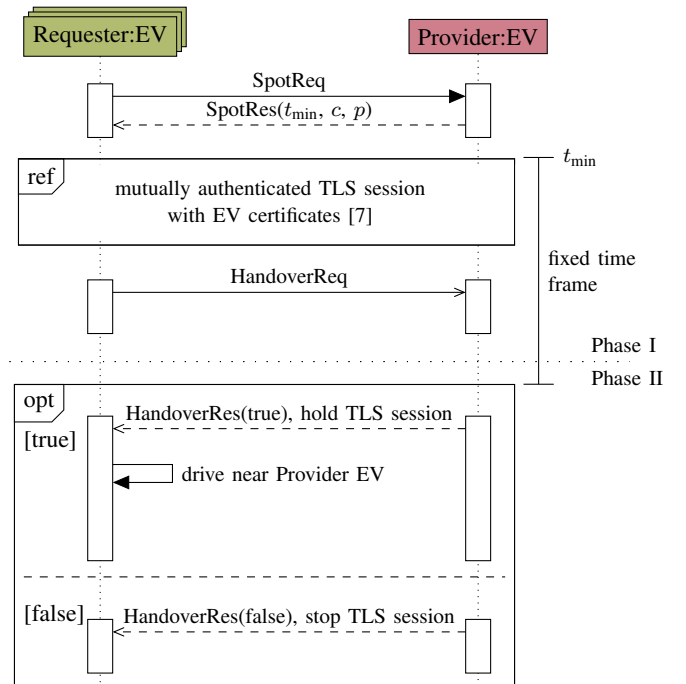 Requester:EV
Provider:EV
SpotReq
SpotRes(t_min, c, p)
t_min
ref
mutually authenticated TLS session
with EV certificates [7]
fixed time
frame
HandoverReq
Phase I
Phase II
opt
HandoverRes(true), hold TLS session
[true]
drive near Provider EV
[false]
HandoverRes(false), stop TLS session